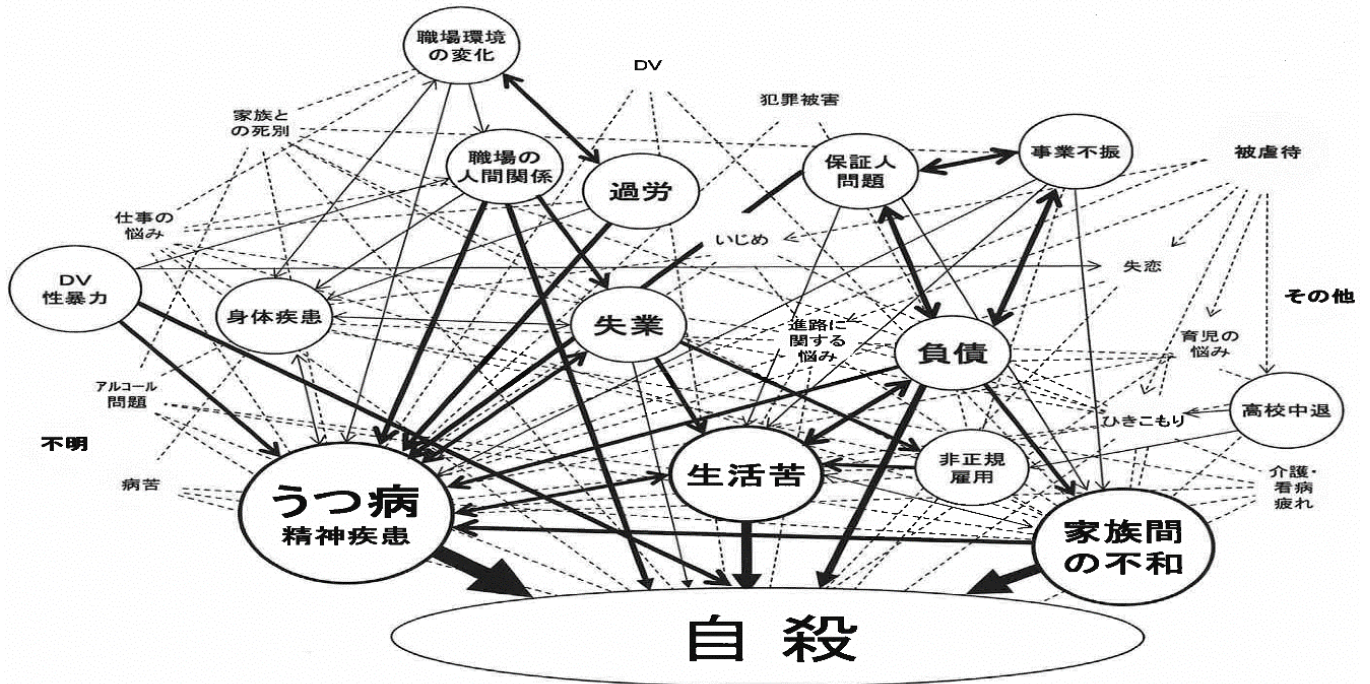 職場環境
の変化
DV
犯罪被害
家族と
の死別
職場の
人間関係
過労
保証人
問題
事業不振
被虐待
仕事の
悩み
いじめ
失恋
DV
性暴力
その他
身体疾患
失業
進路に
関する
悩み
負債
育児の
悩み
アルコール
問題
ひきこもり
高校中退
不明
病苦
うつ病
精神疾患
生活苦
非正規
雇用
介護・
看病
疲れ
家族間
の不和
自殺